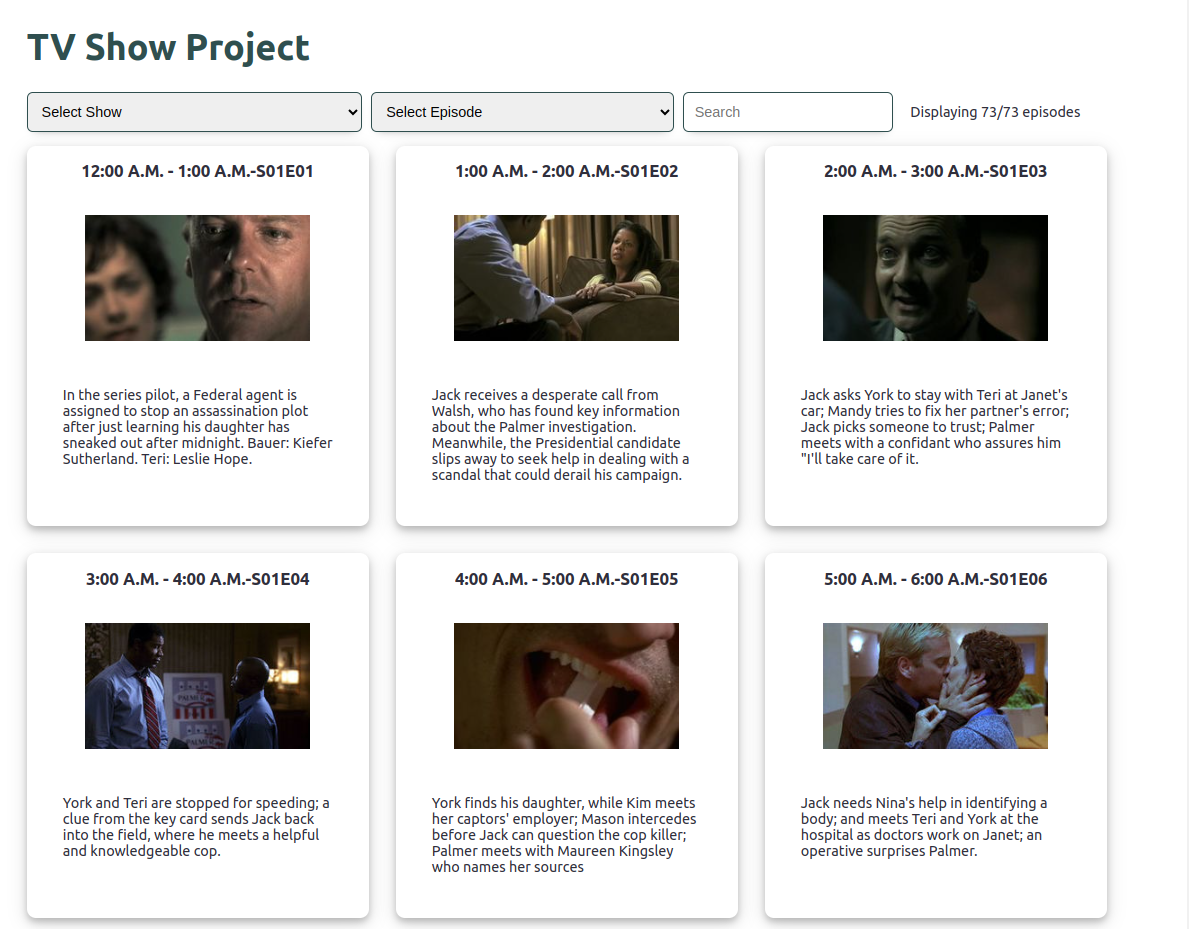 TV Show Project
Select Show
Select Episode
Search
Displaying 73/73 episodes
12:00 A.M. - 1:00 A.M.-S01E01
In the series pilot, a Federal agent is
assigned to stop an assassination plot
after just learning his daughter has
sneaked out after midnight. Bauer: Kiefer
Sutherland. Teri: Leslie Hope.
1:00 A.M. - 2:00 A.M.-S01E02
Jack receives a desperate call from
Walsh, who has found key information
about the Palmer investigation.
Meanwhile, the Presidential candidate
slips away to seek help in dealing with a
scandal that could derail his campaign.
2:00 A.M. - 3:00 A.M.-S01E03
Jack asks York to stay with Teri at Janet's
car; Mandy tries to fix her partner's error;
Jack picks someone to trust; Palmer
meets with a confidant who assures him
"I'll take care of it.
3:00 A.M. - 4:00 A.M.-S01E04
PALMER
PALMER
York and Teri are stopped for speeding; a
clue from the key card sends Jack back
into the field, where he meets a helpful
and knowledgeable cop.
4:00 A.M. - 5:00 A.M.-S01E05
York finds his daughter, while Kim meets
her captors' employer; Mason intercedes
before Jack can question the cop killer;
Palmer meets with Maureen Kingsley
who names her sources
5:00 A.M. - 6:00 A.M.-S01E06
Jack needs Nina's help in identifying a
body; and meets Teri and York at the
hospital as doctors work on Janet; an
operative surprises Palmer.